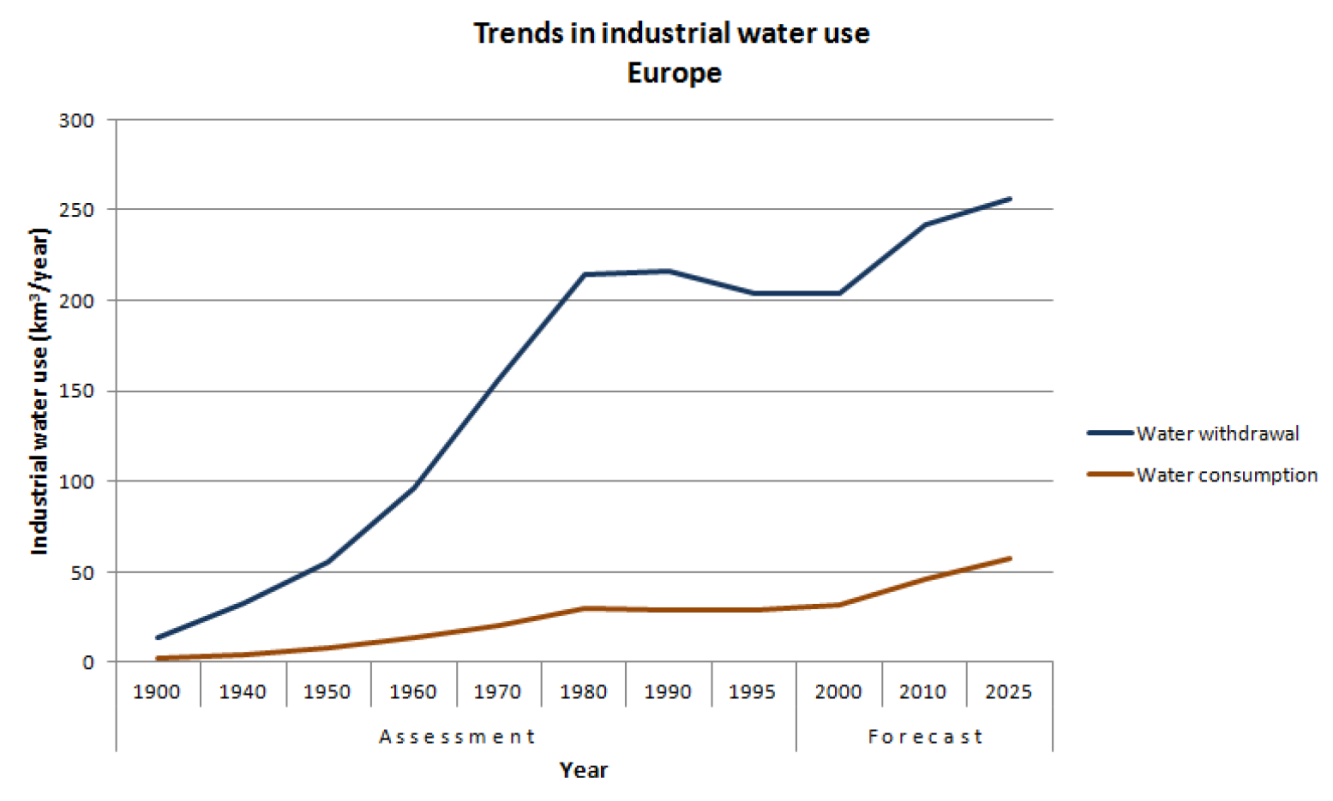 Trends in industrial water use
Europe
Industrial water use (km³/year)
300
250
200
150
100
50
0
Water withdrawal
Water consumption
1900 1940 1950 1960 1970 1980 1990 1995 2000 2010 2025
Assessment Forecast
Year